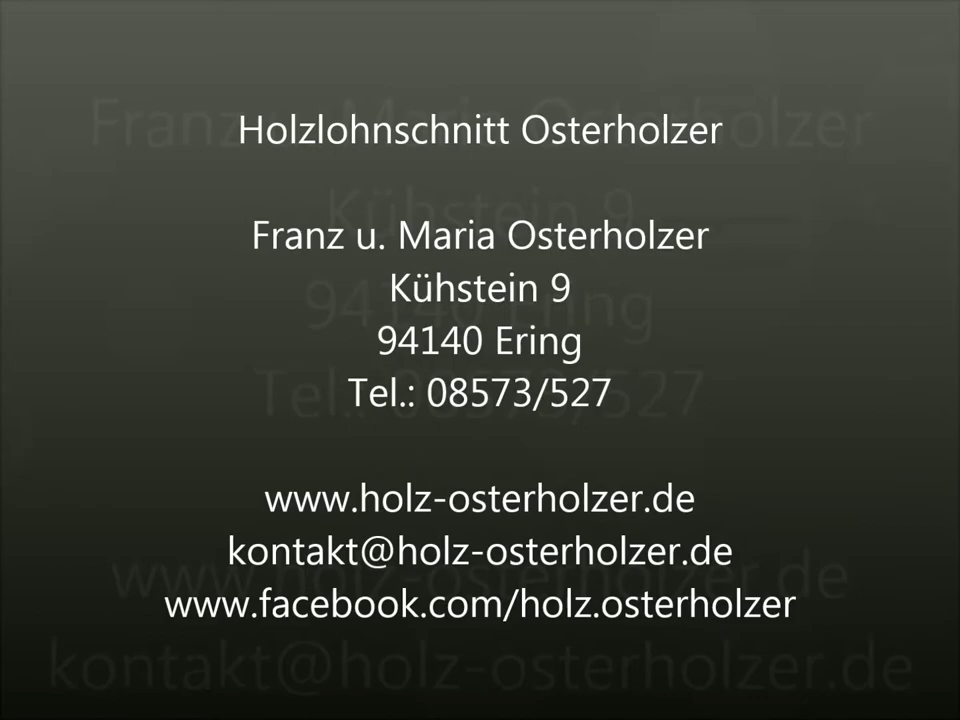 Holzlohnschnitt Osterholzer
Franz u. Maria Osterholzer
Kühstein 9
94140 Ering
Tel.: 08573/527
www.holz-osterholzer.de
kontakt@holz-osterholzer.de
www.facebook.com/holz.osterholzer